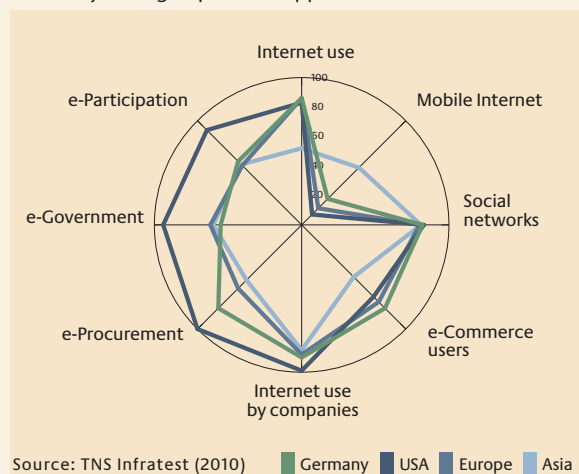 Internet use
100
e-Participation
80
Mobile Internet
60
40
20
e-Government
Social
networks
e-Procurement
e-Commerce
users
Internet use
by companies
Source: TNS Infratest (2010)
Germany USA Europe Asia